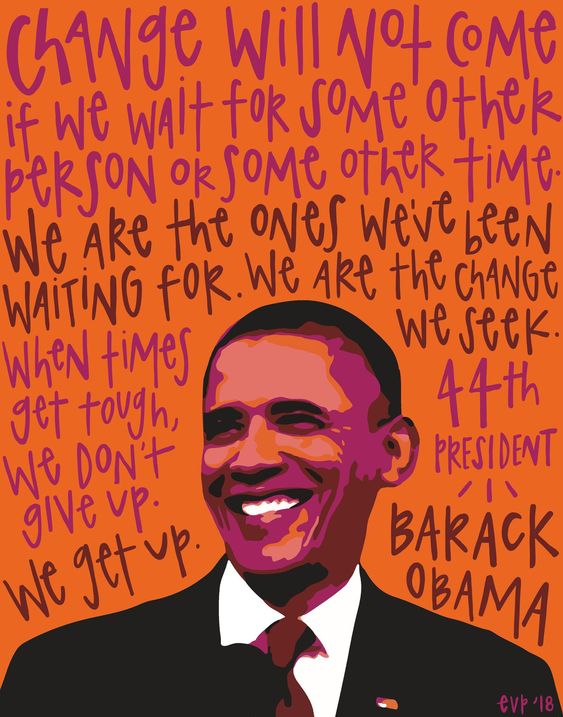 Change will not come
if we wait for some other
person or some other time.
We are the ones we've been
waiting for. We are the change
we seek.
When times
get tough,
we don't
give up.
We get up.
44th
President
Barack
Obama
evp '18